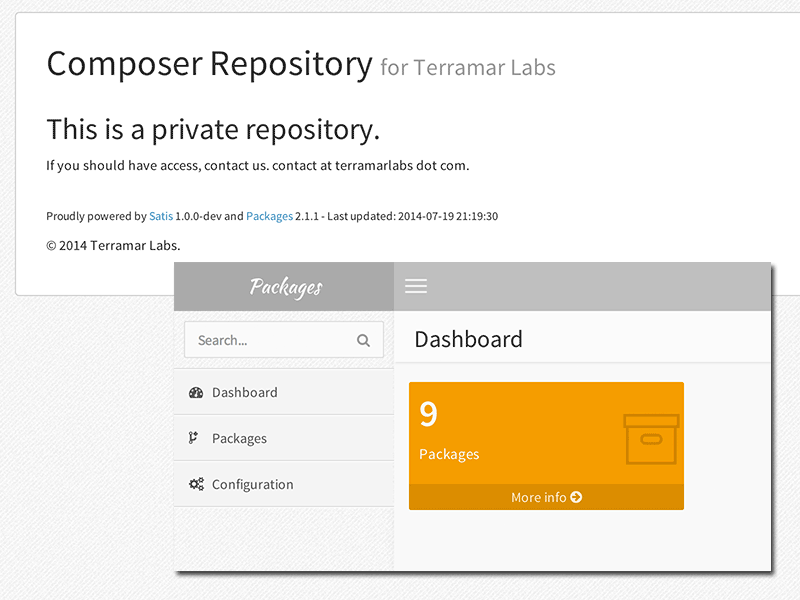 Composer Repository for Terramar Labs
This is a private repository.
If you should have access, contact us. contact at terramarlabs dot com.
Proudly powered by Satis 1.0.0-dev and Packages 2.1.1 - Last updated: 2014-07-19 21:19:30
© 2014 Terramar Labs.
Packages
Search...
Dashboard
Packages
Configuration
Dashboard
9
Packages
More info